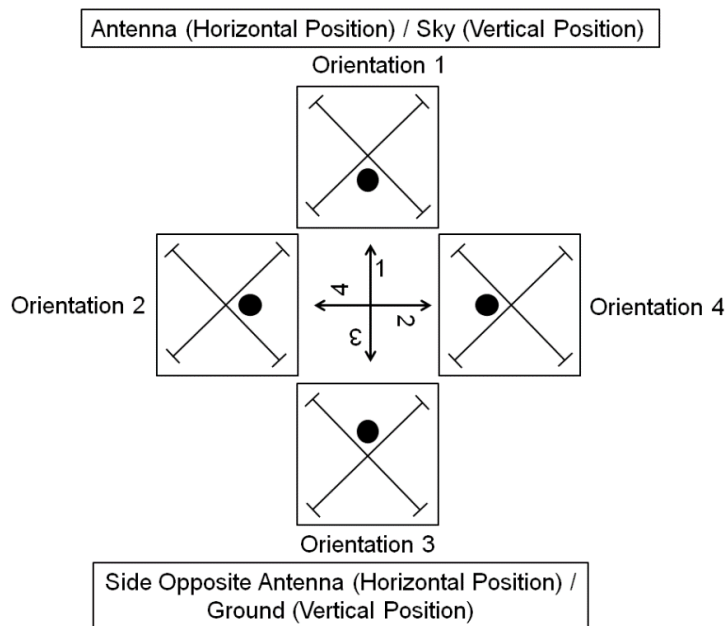 Antenna (Horizontal Position) / Sky (Vertical Position)
Orientation 1
1
Orientation 2
4
2
Orientation 4
3
Orientation 3
Side Opposite Antenna (Horizontal Position) /
Ground (Vertical Position)